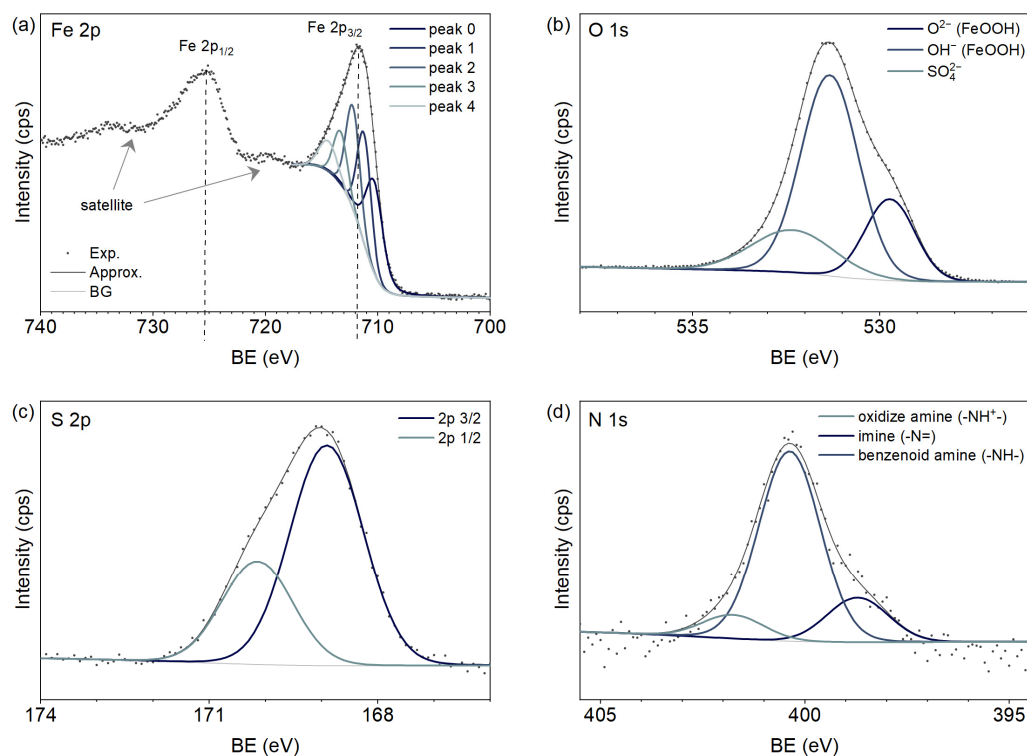 (a) Fe 2p
Fe 2p1/2
Fe 2p3/2
peak 0
peak 1
peak 2
peak 3
peak 4
satellite
Exp.
Approx.
BG
Intensity (cps)
740 730 720 710 700
BE (eV)
(b) O 1s
O²⁻ (FeOOH)
OH⁻ (FeOOH)
SO₄²⁻
Intensity (cps)
535 530
BE (eV)
(c) S 2p
2p 3/2
2p 1/2
Intensity (cps)
174 171 168
BE (eV)
(d) N 1s
oxidize amine (-NH⁺-)
imine (-N=)
benzenoid amine (-NH-)
Intensity (cps)
405 400 395
BE (eV)